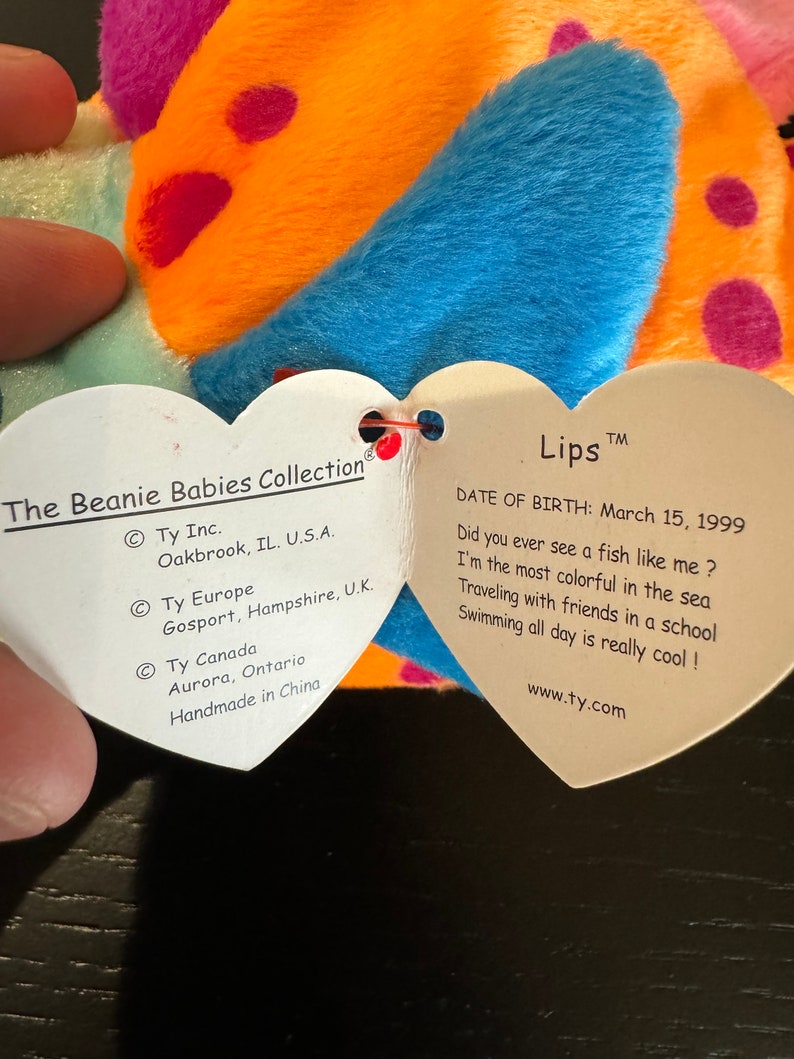 The Beanie Babies Collection®
© Ty Inc.
Oakbrook, IL. U.S.A.
© Ty Europe
Gosport, Hampshire, U.K.
© Ty Canada
Aurora, Ontario
Handmade in China
Lips™
DATE OF BIRTH: March 15, 1999
Did you ever see a fish like me ?
I'm the most colorful in the sea
Traveling with friends in a school
Swimming all day is really cool !
www.ty.com